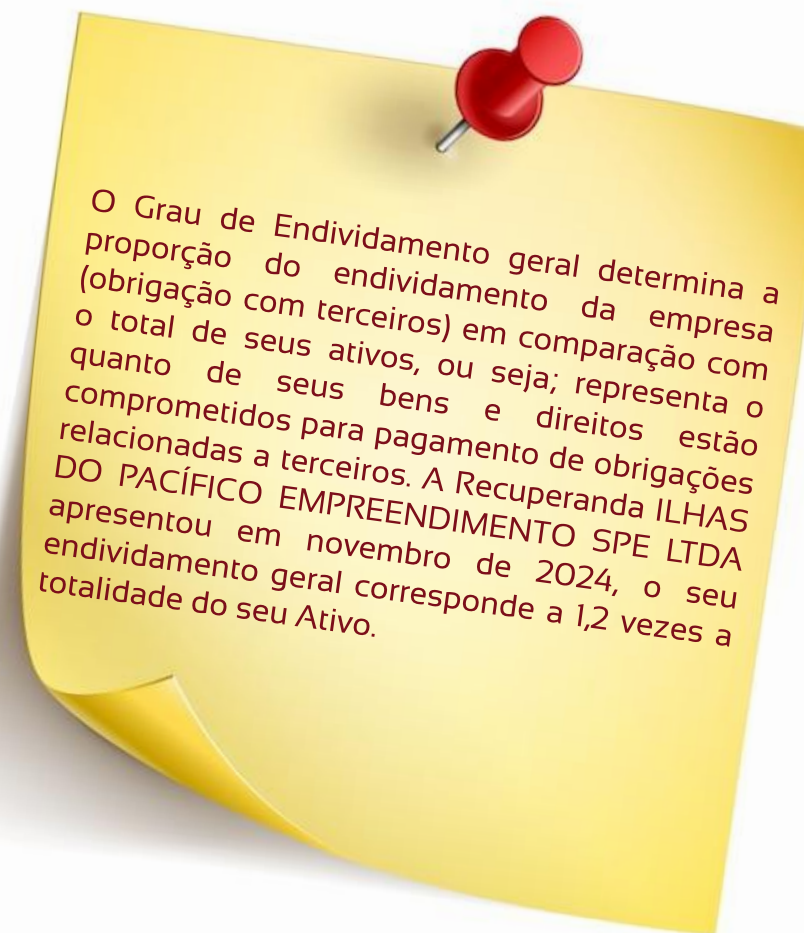 O Grau de Endividamento geral determina a
proporção do endividamento da empresa
(obrigação com terceiros) em comparação com
o total de seus ativos, ou seja; representa o
quanto de seus bens e direitos estão
comprometidos para pagamento de obrigações
relacionadas a terceiros. A Recuperanda ILHAS
DO PACÍFICO EMPREENDIMENTO SPE LTDA
apresentou em novembro de 2024, o seu
endividamento geral corresponde a 1,2 vezes a
totalidade do seu Ativo.